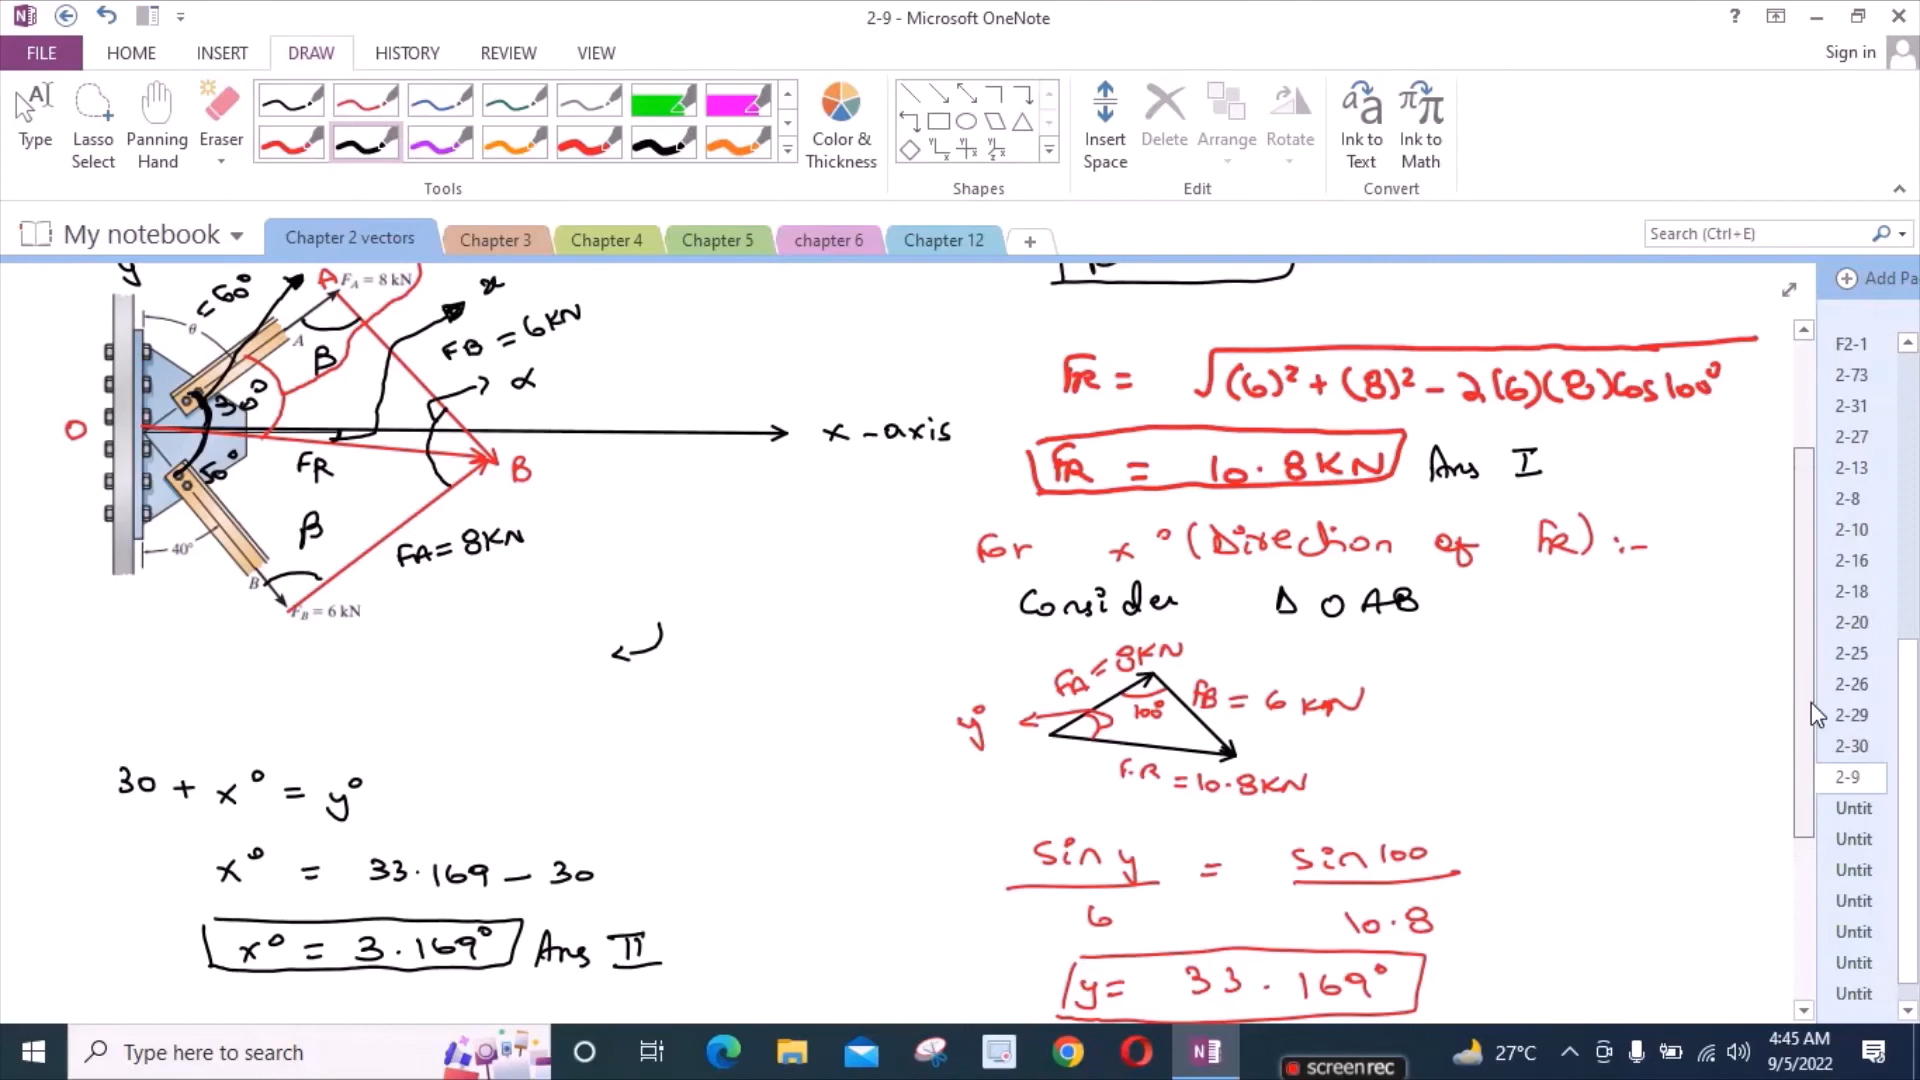 2-9 - Microsoft OneNote
?
FILE HOME INSERT DRAW HISTORY REVIEW VIEW
Sign in
Type
Lasso Select
Panning Hand
Eraser
Color & Thickness
Insert Space
Delete
Arrange
Rotate
Ink to Text
Ink to Math
Tools Shapes Edit Convert
My notebook
Chapter 2 vectors
Chapter 3
Chapter 4
Chapter 5
chapter 6
Chapter 12
Search (Ctrl+E)
Add Pa
y
=60°
A
FA = 8 kN
x
FB = 6KN
θ
A
β
α
30°
O
x-axis
FR
B
50°
β
FA = 8KN
40°
B
FB = 6 kN
30 + x° = y°
x° = 33.169 - 30
x° = 3.169° Ans II
FR = √(6)² + (8)² - 2(6)(8)Cos100°
FR = 10.8KN Ans I
For x° (Direction of FR) :-
Consider Δ OAB
FA = 8KN
y°
100°
FB = 6 KN
F.R = 10.8KN
sin y / 6 = sin 100 / 10.8
y = 33.169°
F2-1
2-73
2-31
2-27
2-13
2-8
2-10
2-16
2-18
2-20
2-25
2-26
2-29
2-30
2-9
Untit
Untit
Untit
Untit
Untit
Untit
Untit
Type here to search
27°C
4:45 AM
9/5/2022
screenrec